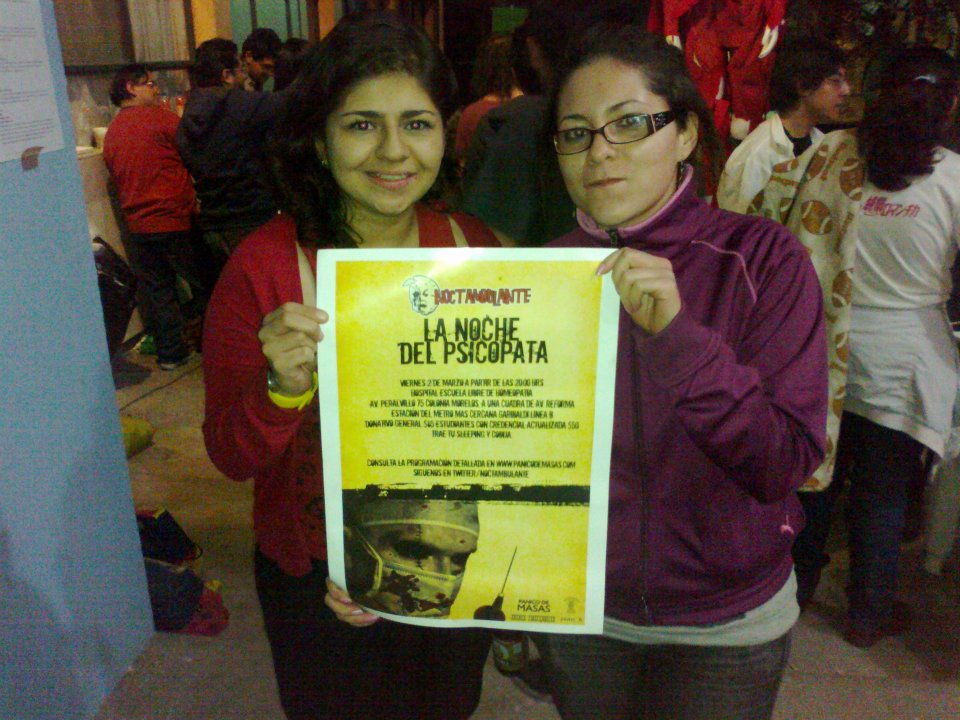 NOCTAMBULANTE
LA NOCHE
DEL PSICOPATA
VIERNES 2 DE MARZO A PARTIR DE LAS 20:00 HRS
HOSPITAL ESCUELA LIBRE DE HOMEOPATIA
AV. PERALVILLO 75 COLONIA MORELOS. A UNA CUADRA DE AV. REFORMA
ESTACIÓN DEL METRO MAS CERCANA GARIBALDI LINEA B
DONATIVO GENERAL ESTUDIANTES CON CREDENCIAL ACTUALIZADA
TRAE TU SLEEPING Y COBIJA.
CONSULTA LA PROGRAMACIÓN DETALLADA EN WWW.PANICODEMASAS.COM
SIGUENOS EN TWITTER/NOCTAMBULANTE
PANICO DE
MASAS